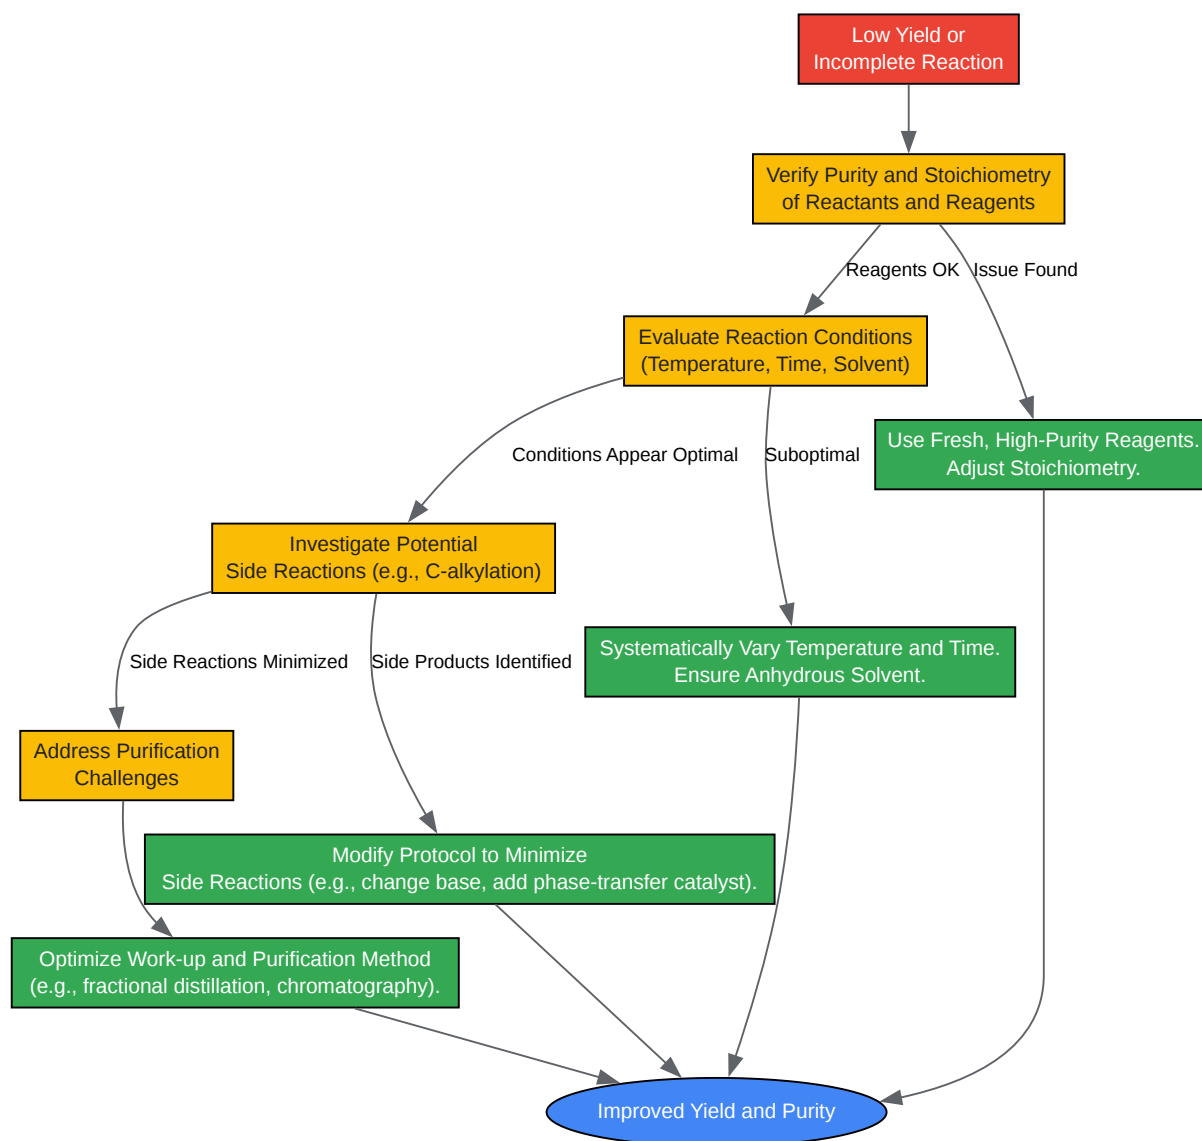 Low Yield or
Incomplete Reaction
Verify Purity and Stoichiometry
of Reactants and Reagents
Reagents OK
Issue Found
Evaluate Reaction Conditions
(Temperature, Time, Solvent)
Use Fresh, High-Purity Reagents.
Adjust Stoichiometry.
Conditions Appear Optimal
Suboptimal
Investigate Potential
Side Reactions (e.g., C-alkylation)
Systematically Vary Temperature and Time.
Ensure Anhydrous Solvent.
Side Reactions Minimized
Side Products Identified
Address Purification
Challenges
Modify Protocol to Minimize
Side Reactions (e.g., change base, add phase-transfer catalyst).
Optimize Work-up and Purification Method
(e.g., fractional distillation, chromatography).
Improved Yield and Purity